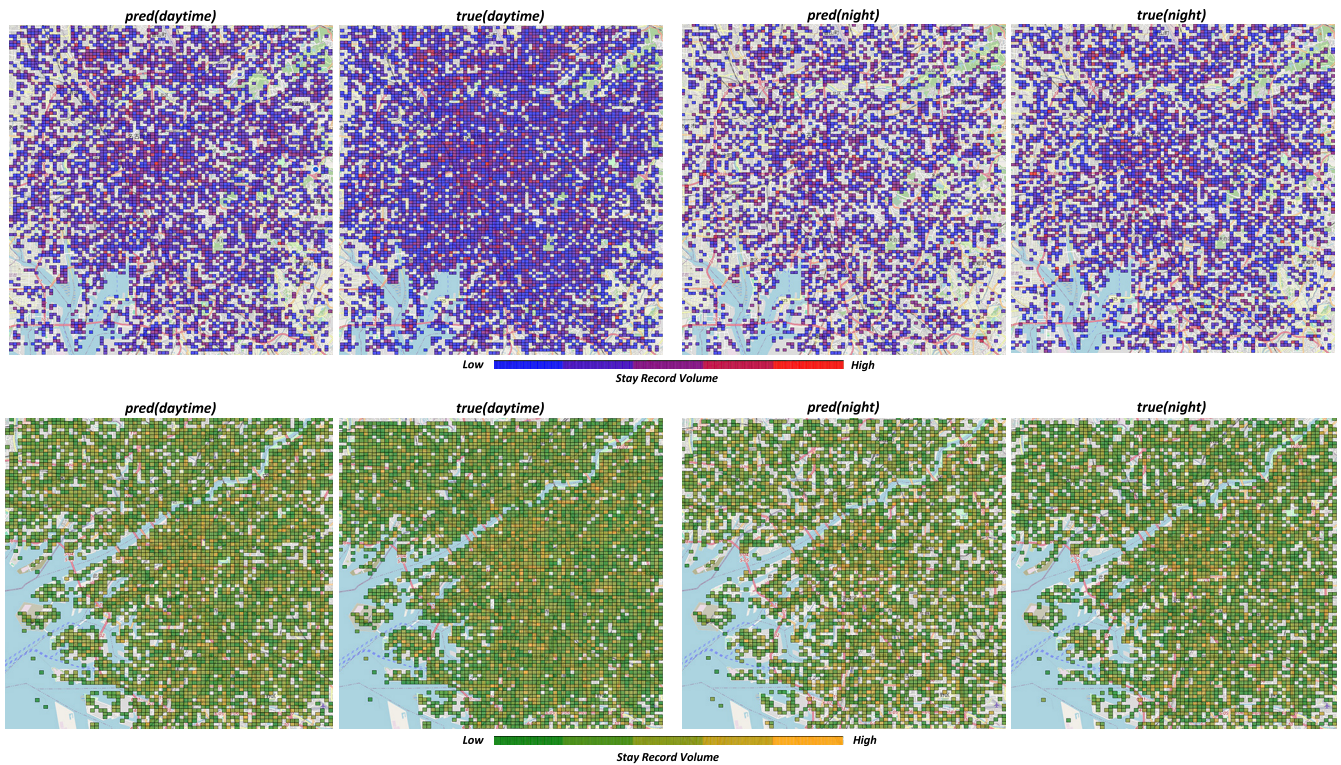 pred(daytime)
true(daytime)
pred(night)
true(night)
Low
High
Stay Record Volume
pred(daytime)
true(daytime)
pred(night)
true(night)
Low
High
Stay Record Volume